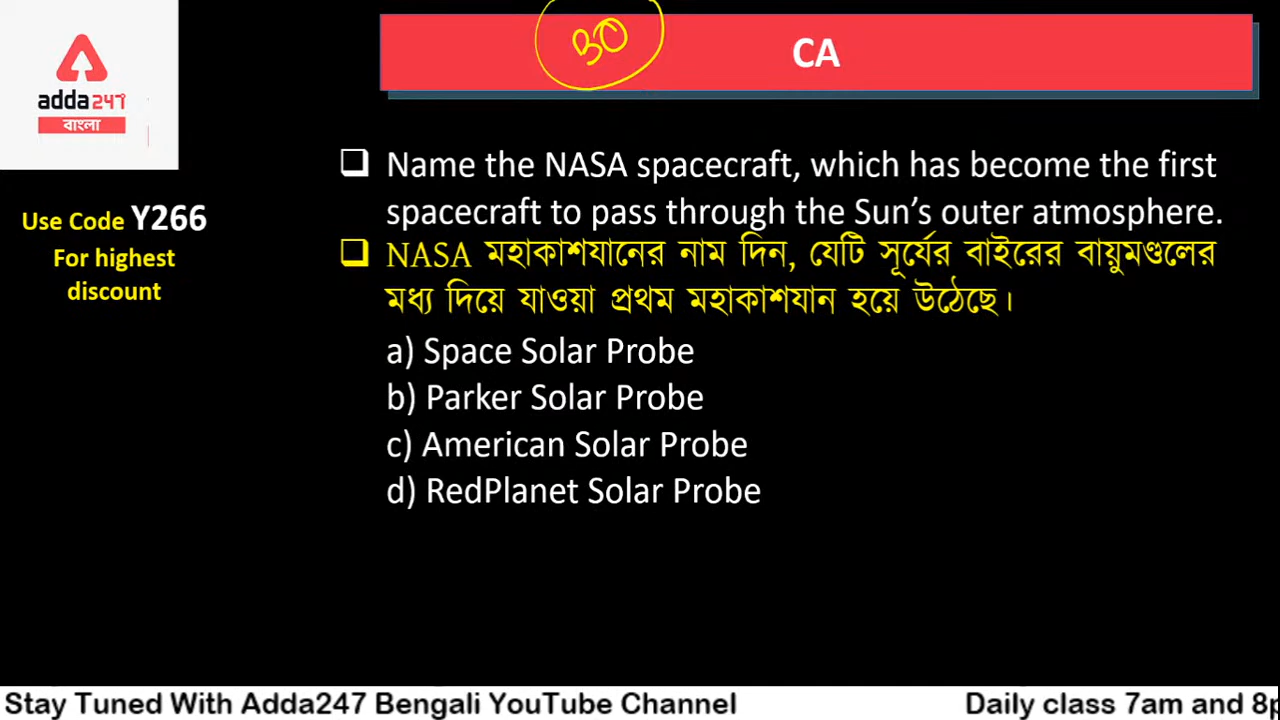 BO
CA
adda247
বাংলা
Use Code Y266
For highest
discount
Name the NASA spacecraft, which has become the first
spacecraft to pass through the Sun’s outer atmosphere.
NASA মহাকাশযানের নাম দিন, যেটি সূর্যের বাইরের বায়ুমণ্ডলের
মধ্য দিয়ে যাওয়া প্রথম মহাকাশযান হয়ে উঠেছে।
a) Space Solar Probe
b) Parker Solar Probe
c) American Solar Probe
d) RedPlanet Solar Probe
Stay Tuned With Adda247 Bengali YouTube Channel
Daily class 7am and 8p